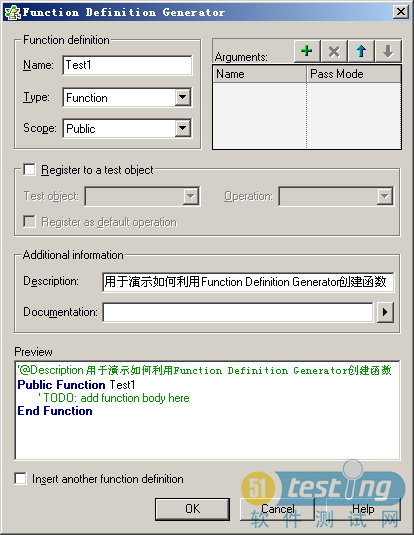 Function Definition Generator
Function definition
Name: Test1
Type: Function
Scope: Public
Arguments:
Name Pass Mode
Register to a test object
Test object:
Operation:
Register as default operation
Additional information
Description: 用于演示如何利用Function Definition Generator创建函数
Documentation:
Preview
'@Description 用于演示如何利用Function Definition Generator创建函数
Public Function Test1
' TODO: add function body here
End Function
Insert another function definition
OK Cancel Help
51 testing
软件测试网